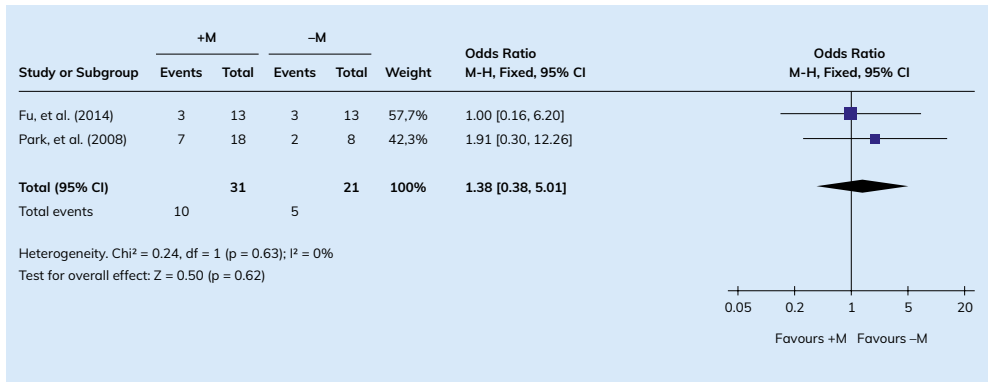 +M –M
Odds Ratio Odds Ratio
Study or Subgroup Events Total Events Total Weight M-H, Fixed, 95% CI M-H, Fixed, 95% CI
Fu, et al. (2014) 3 13 3 13 57,7% 1.00 [0.16, 6.20]
Park, et al. (2008) 7 18 2 8 42,3% 1.91 [0.30, 12.26]
Total (95% CI) 31 21 100% 1.38 [0.38, 5.01]
Total events 10 5
Heterogeneity. Chi² = 0.24, df = 1 (p = 0.63); I² = 0%
Test for overall effect: Z = 0.50 (p = 0.62)
0.05 0.2 1 5 20
Favours +M Favours –M